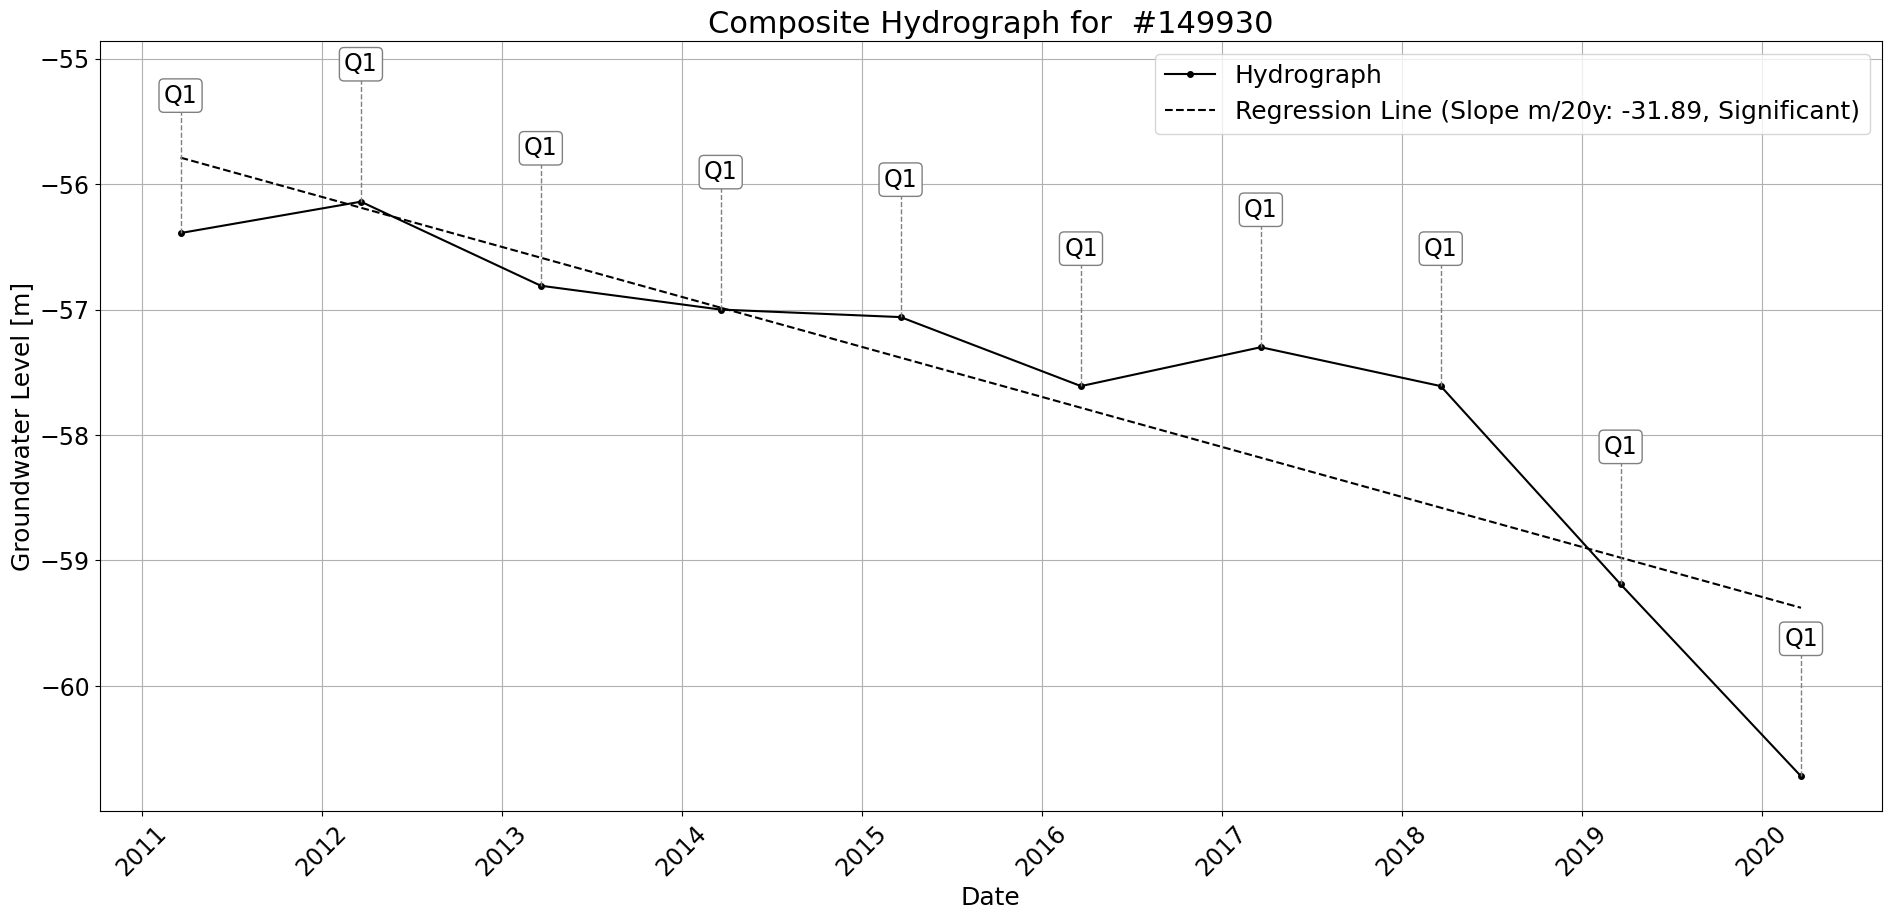 Composite Hydrograph for  #149930
Hydrograph
Regression Line (Slope m/20y: -31.89, Significant)
Groundwater Level [m]
−55
−56
−57
−58
−59
−60
Q1
Q1
Q1
Q1
Q1
Q1
Q1
Q1
Q1
Q1
2011
2012
2013
2014
2015
2016
2017
2018
2019
2020
Date